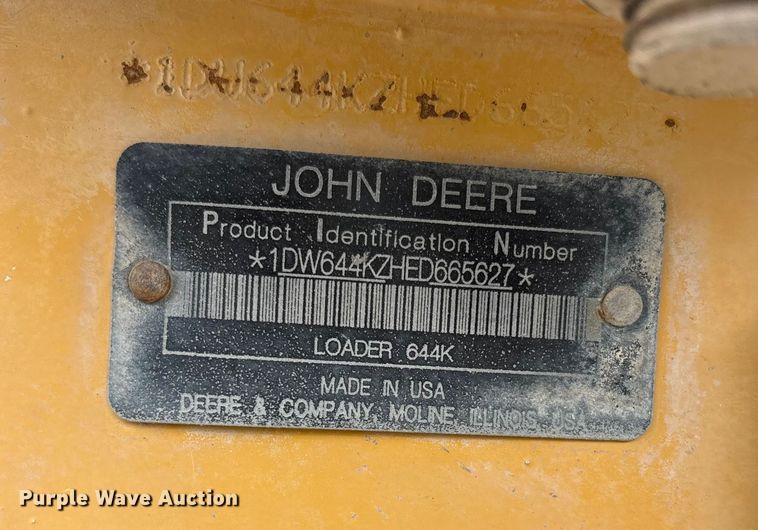 *1DW644KZHED665
JOHN DEERE
Product Identification Number
*1DW644KZHED665627*
LOADER 644K
MADE IN USA
DEERE & COMPANY MOLINE ILLINOIS USA
Purple Wave Auction